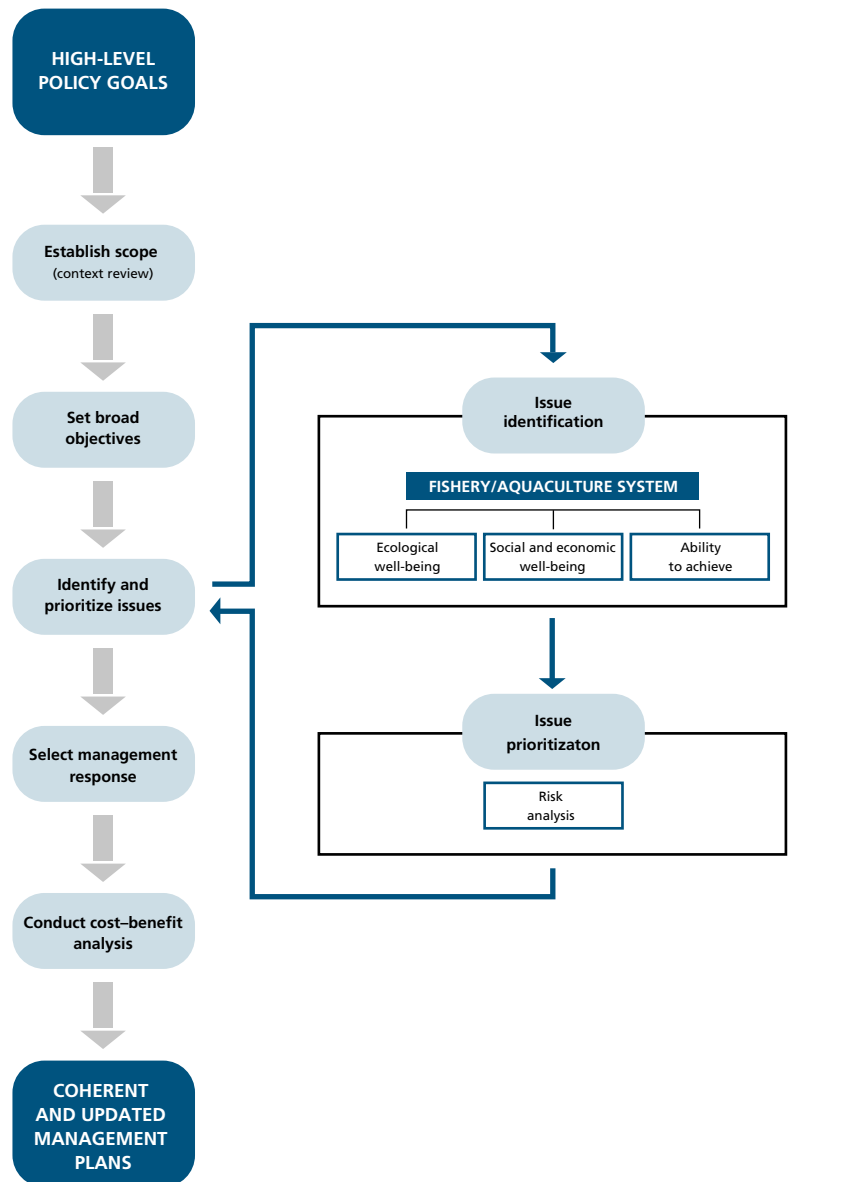 HIGH-LEVEL
POLICY GOALS
Establish scope
(context review)
Set broad
objectives
Identify and
prioritize issues
Select management
response
Conduct cost–benefit
analysis
COHERENT
AND UPDATED
MANAGEMENT
PLANS
Issue
identification
FISHERY/AQUACULTURE SYSTEM
Ecological
well-being
Social and economic
well-being
Ability
to achieve
Issue
prioritizaton
Risk
analysis